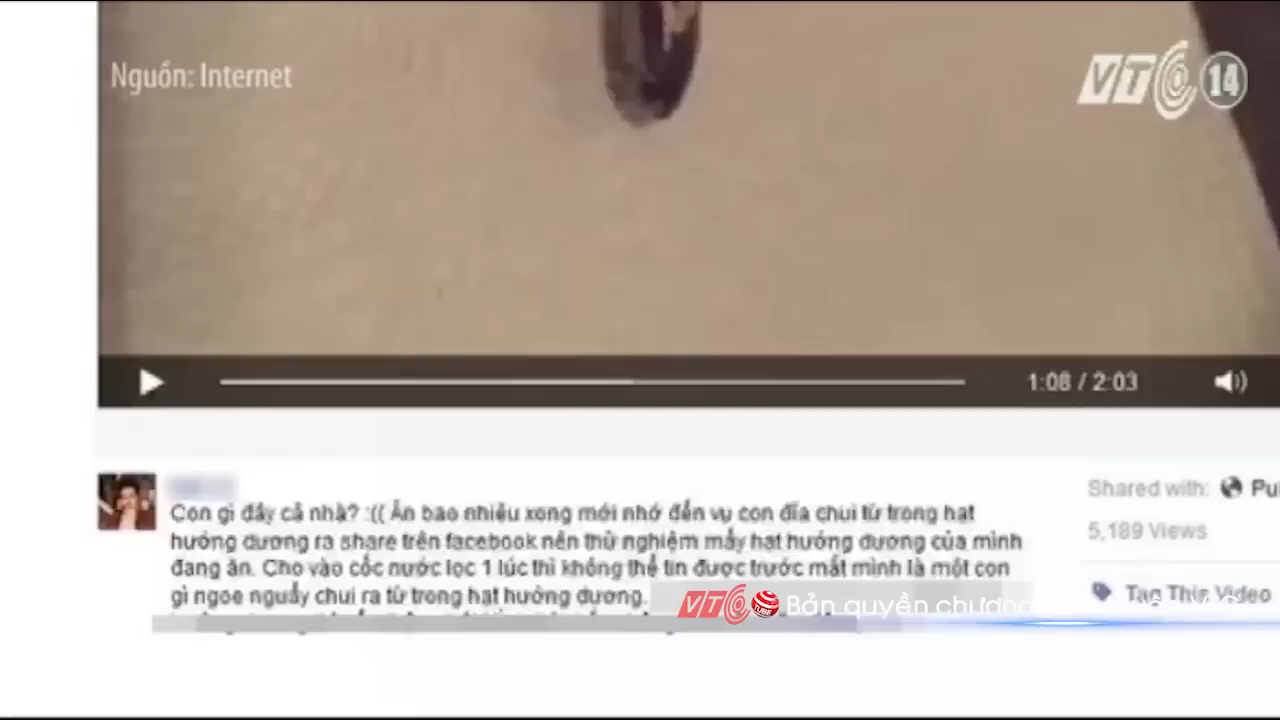 Nguồn: Internet
VTC 14
1:08 / 2:03
Con gì đấy cả nhà? :(( Ăn bao nhiêu xong mới nhớ đến vụ con đỉa chui từ trong hạt
hướng dương ra share trên facebook nên thử nghiệm mấy hạt hướng dương của mình
đang ăn. Cho vào cốc nước lọc 1 lúc thì không thể tin được trước mắt mình là một con
gì ngoe nguẩy chui ra từ trong hạt hướng dương.
Shared with:
5,189 Views
Tag This Video
VTC TUBE Bản quyền chương